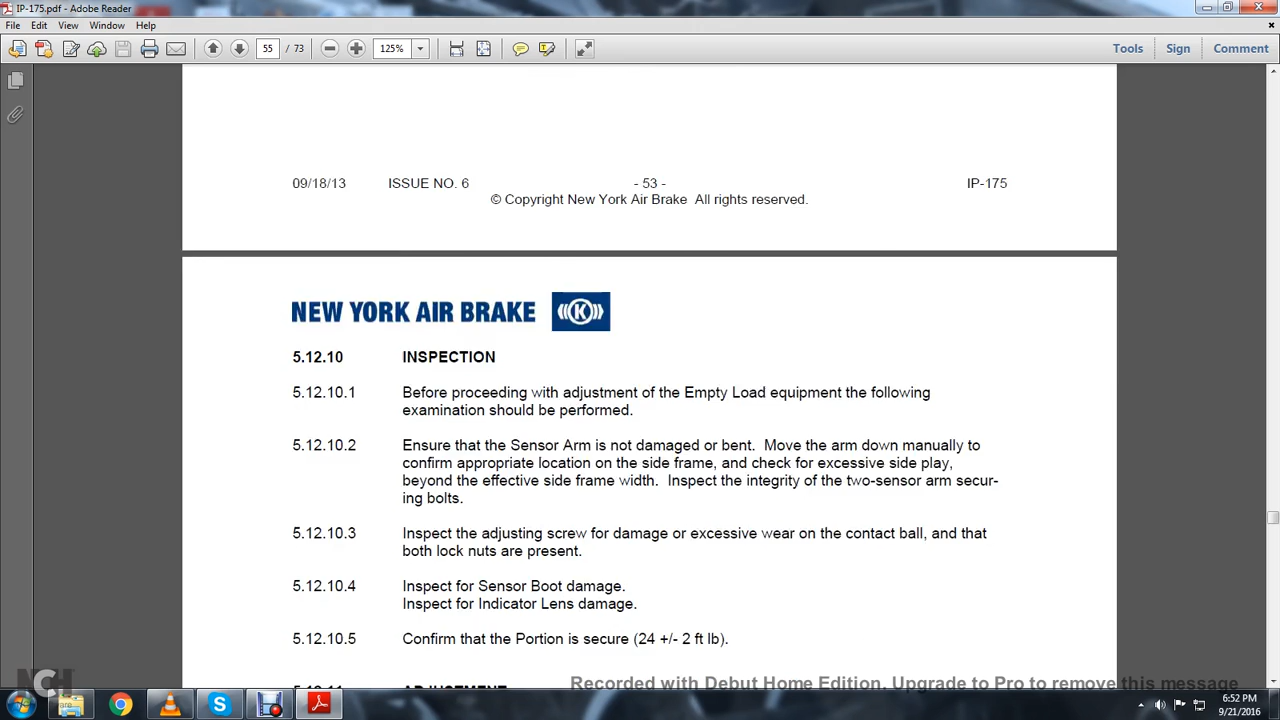 IP-175.pdf - Adobe Reader
File Edit View Window Help
55 / 73 125% Tools Sign Comment
09/18/13 ISSUE NO. 6 - 53 - IP-175
© Copyright New York Air Brake All rights reserved.
NEW YORK AIR BRAKE ((K))
5.12.10 INSPECTION
5.12.10.1 Before proceeding with adjustment of the Empty Load equipment the following
examination should be performed.
5.12.10.2 Ensure that the Sensor Arm is not damaged or bent. Move the arm down manually to
confirm appropriate location on the side frame, and check for excessive side play,
beyond the effective side frame width. Inspect the integrity of the two-sensor arm secur-
ing bolts.
5.12.10.3 Inspect the adjusting screw for damage or excessive wear on the contact ball, and that
both lock nuts are present.
5.12.10.4 Inspect for Sensor Boot damage.
Inspect for Indicator Lens damage.
5.12.10.5 Confirm that the Portion is secure (24 +/- 2 ft lb).
5.12.11 ADJUSTMENT
Recorded with Debut Home Edition. Upgrade to Pro to remove this message
NCH
6:52 PM
9/21/2016